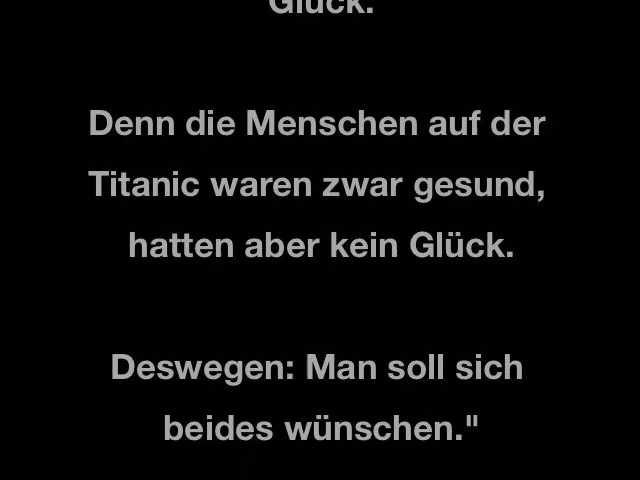 Glück.
Denn die Menschen auf der
Titanic waren zwar gesund,
hatten aber kein Glück.
Deswegen: Man soll sich
beides wünschen."